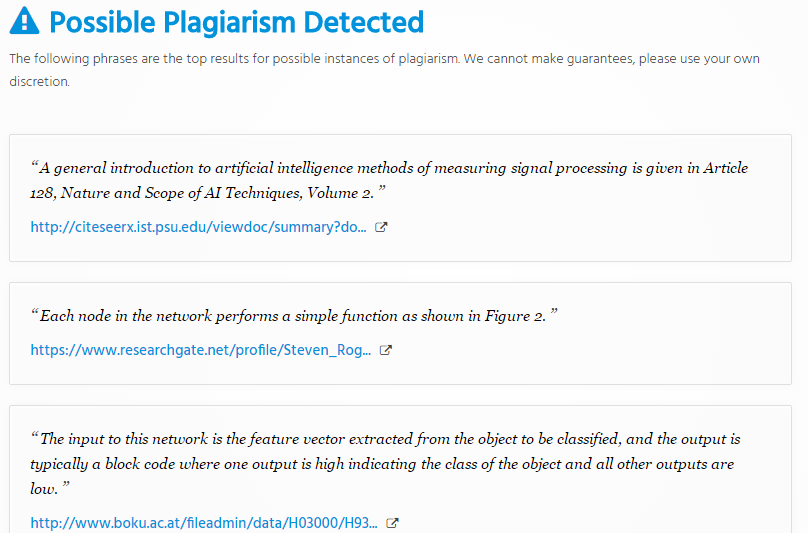 Possible Plagiarism Detected
The following phrases are the top results for possible instances of plagiarism. We cannot make guarantees, please use your own
discretion.
“A general introduction to artificial intelligence methods of measuring signal processing is given in Article
128, Nature and Scope of AI Techniques, Volume 2.”
http://citeseerx.ist.psu.edu/viewdoc/summary?do...
“Each node in the network performs a simple function as shown in Figure 2.”
https://www.researchgate.net/profile/Steven_Rog...
“The input to this network is the feature vector extracted from the object to be classified, and the output is
typically a block code where one output is high indicating the class of the object and all other outputs are
low.”
http://www.boku.ac.at/fileadmin/data/H03000/H93...